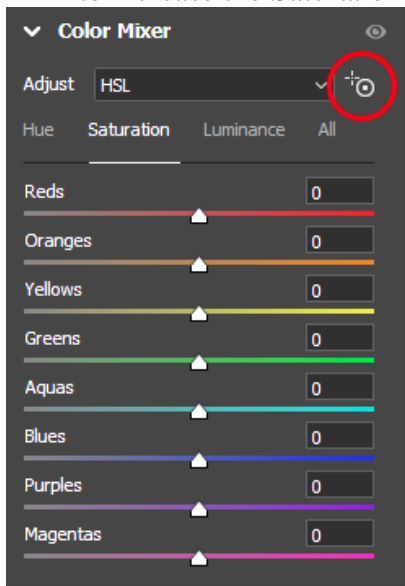 Color Mixer
Adjust HSL
Hue Saturation Luminance All
Reds 0
Oranges 0
Yellows 0
Greens 0
Aquas 0
Blues 0
Purples 0
Magentas 0